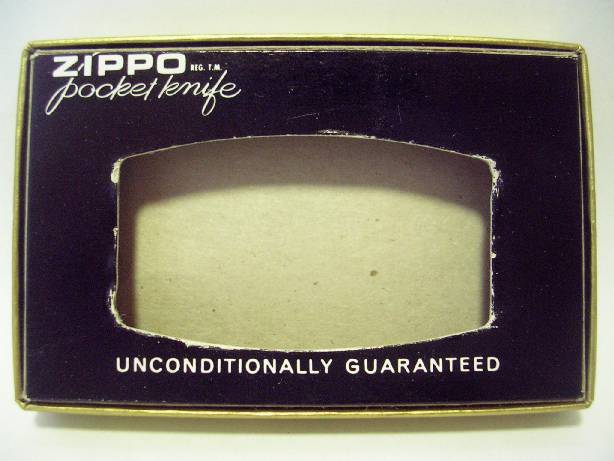 ZIPPO REG. T.M.
pocket knife
UNCONDITIONALLY GUARANTEED